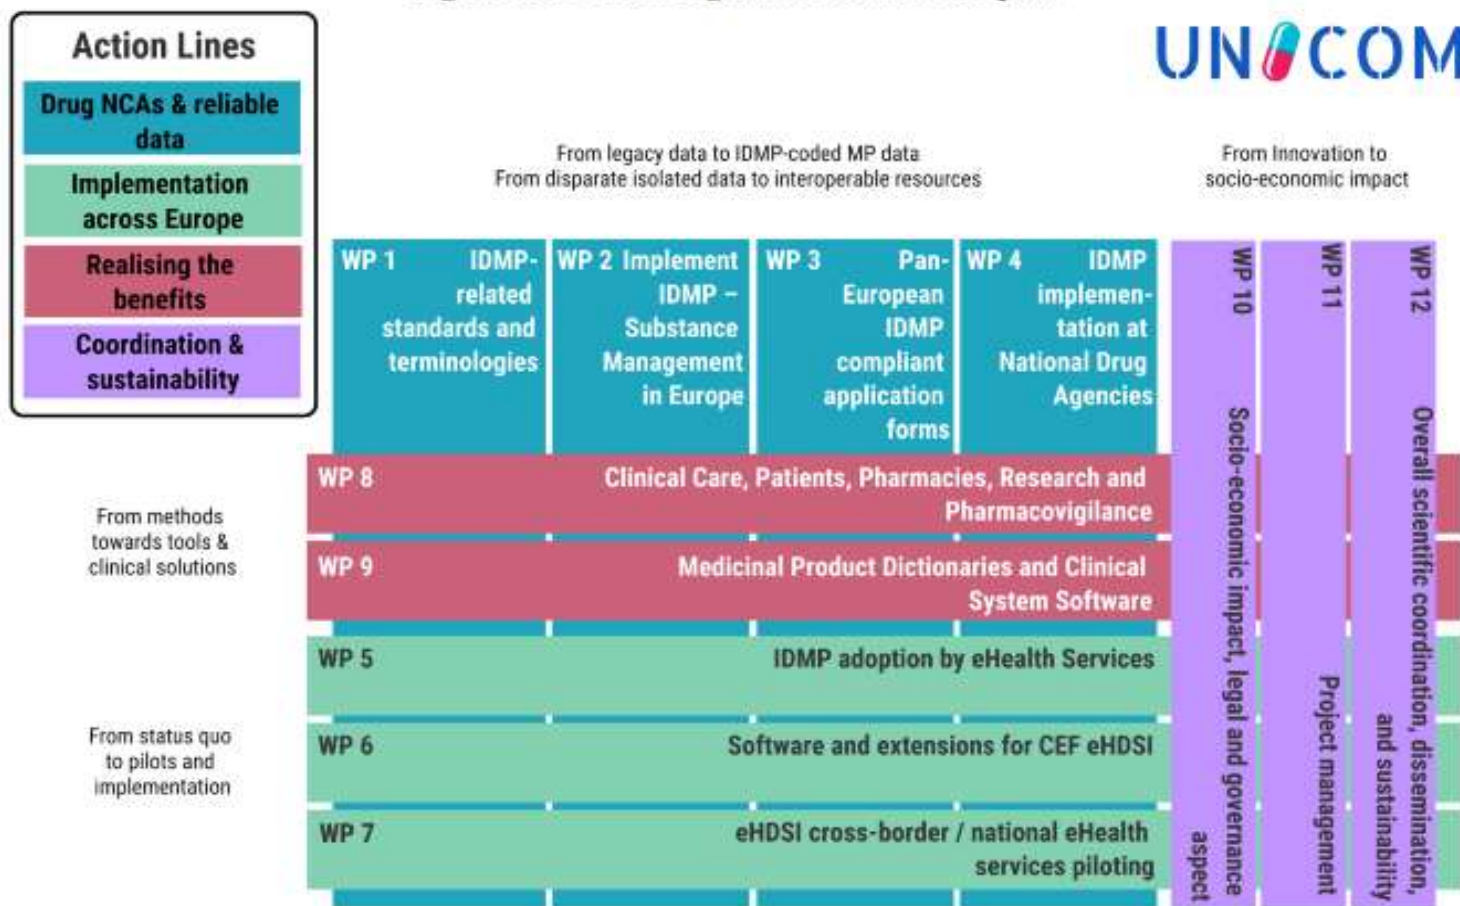 Action Lines
Drug NCAs & reliable
data
Implementation
across Europe
Realising the
benefits
Coordination &
sustainability
UNICOM
From legacy data to IDMP-coded MP data
From disparate isolated data to interoperable resources
From Innovation to
socio-economic impact
WP 1 IDMP-
related
standards and
terminologies
WP 2 Implement
IDMP –
Substance
Management
in Europe
WP 3 Pan-
European
IDMP
compliant
application
forms
WP 4 IDMP
implemen-
tation at
National Drug
Agencies
WP 10 Socio-economic impact, legal and governance
aspect
WP 11 Project management
WP 12 Overall scientific coordination, dissemination,
and sustainability
From methods
towards tools &
clinical solutions
WP 8 Clinical Care, Patients, Pharmacies, Research and
Pharmacovigilance
WP 9 Medicinal Product Dictionaries and Clinical
System Software
From status quo
to pilots and
implementation
WP 5 IDMP adoption by eHealth Services
WP 6 Software and extensions for CEF eHDSI
WP 7 eHDSI cross-border / national eHealth
services piloting